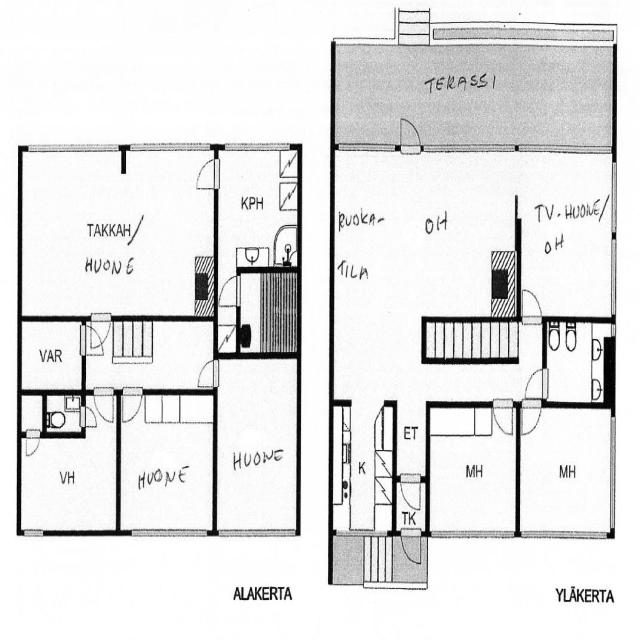 TERASSI
TAKKAH/
HUONE
KPH
VAR
VH
HUONE
HUONE
ALAKERTA
RUOKA-
TILA
OH
TV-HUONE/
OH
K
ET
TK
MH
MH
YLÄKERTA